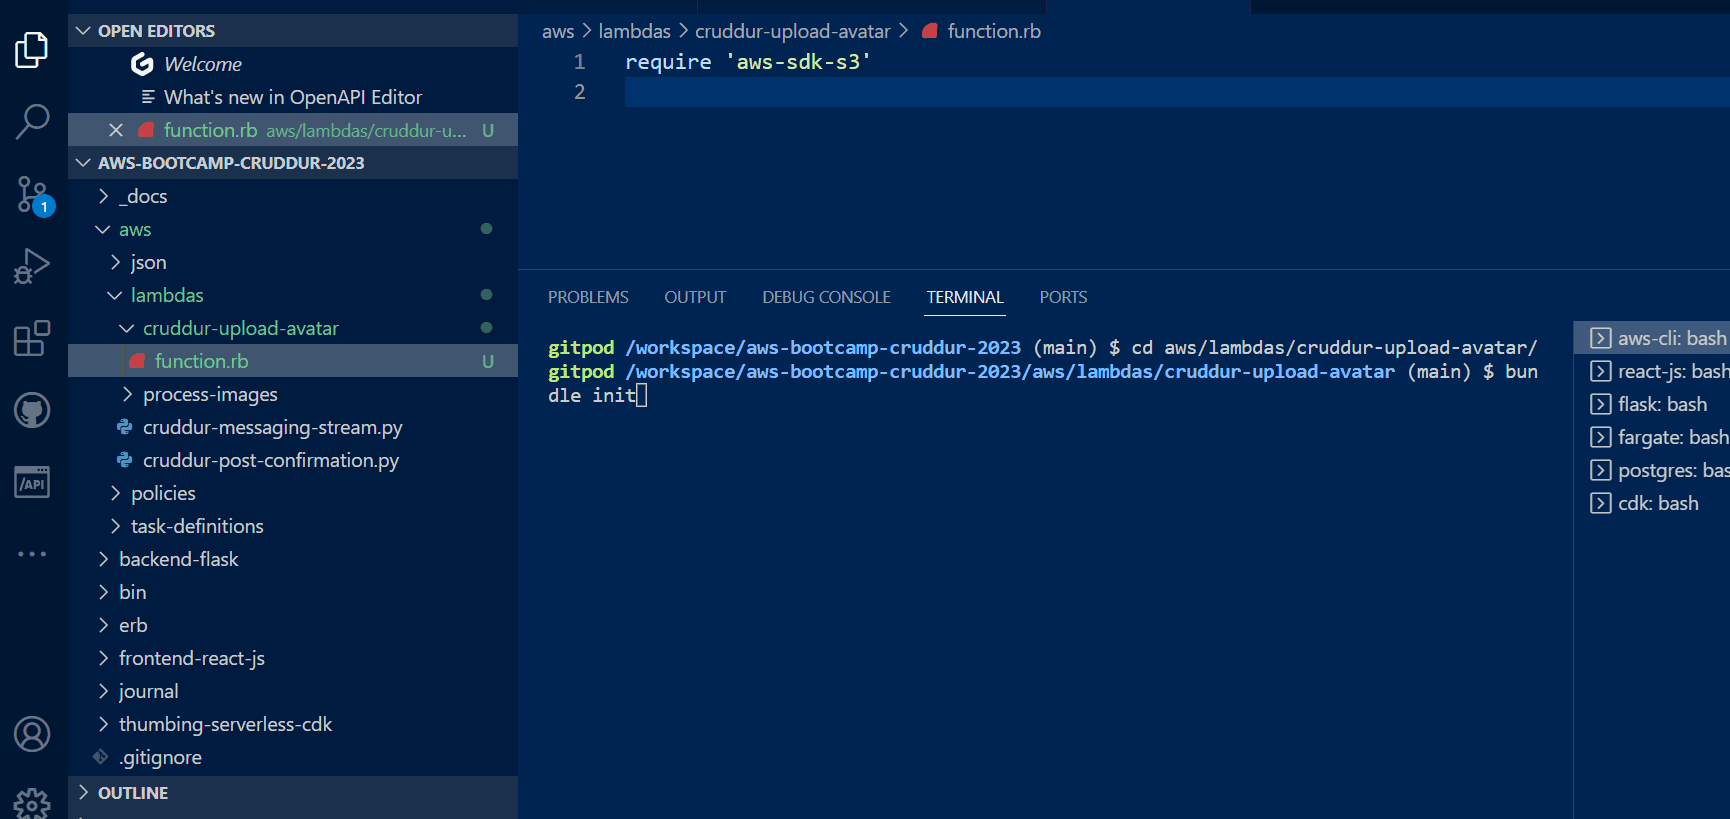 OPEN EDITORS
Welcome
What's new in OpenAPI Editor
function.rb aws/lambdas/cruddur-u... U
AWS-BOOTCAMP-CRUDDUR-2023
_docs
aws
json
lambdas
cruddur-upload-avatar
function.rb U
process-images
cruddur-messaging-stream.py
cruddur-post-confirmation.py
policies
task-definitions
backend-flask
bin
erb
frontend-react-js
journal
thumbing-serverless-cdk
.gitignore
OUTLINE
1
/API
aws > lambdas > cruddur-upload-avatar > function.rb
1 require 'aws-sdk-s3'
2
PROBLEMS OUTPUT DEBUG CONSOLE TERMINAL PORTS
gitpod /workspace/aws-bootcamp-cruddur-2023 (main) $ cd aws/lambdas/cruddur-upload-avatar/
gitpod /workspace/aws-bootcamp-cruddur-2023/aws/lambdas/cruddur-upload-avatar (main) $ bun
dle init
aws-cli: bash
react-js: bash
flask: bash
fargate: bash
postgres: bas
cdk: bash